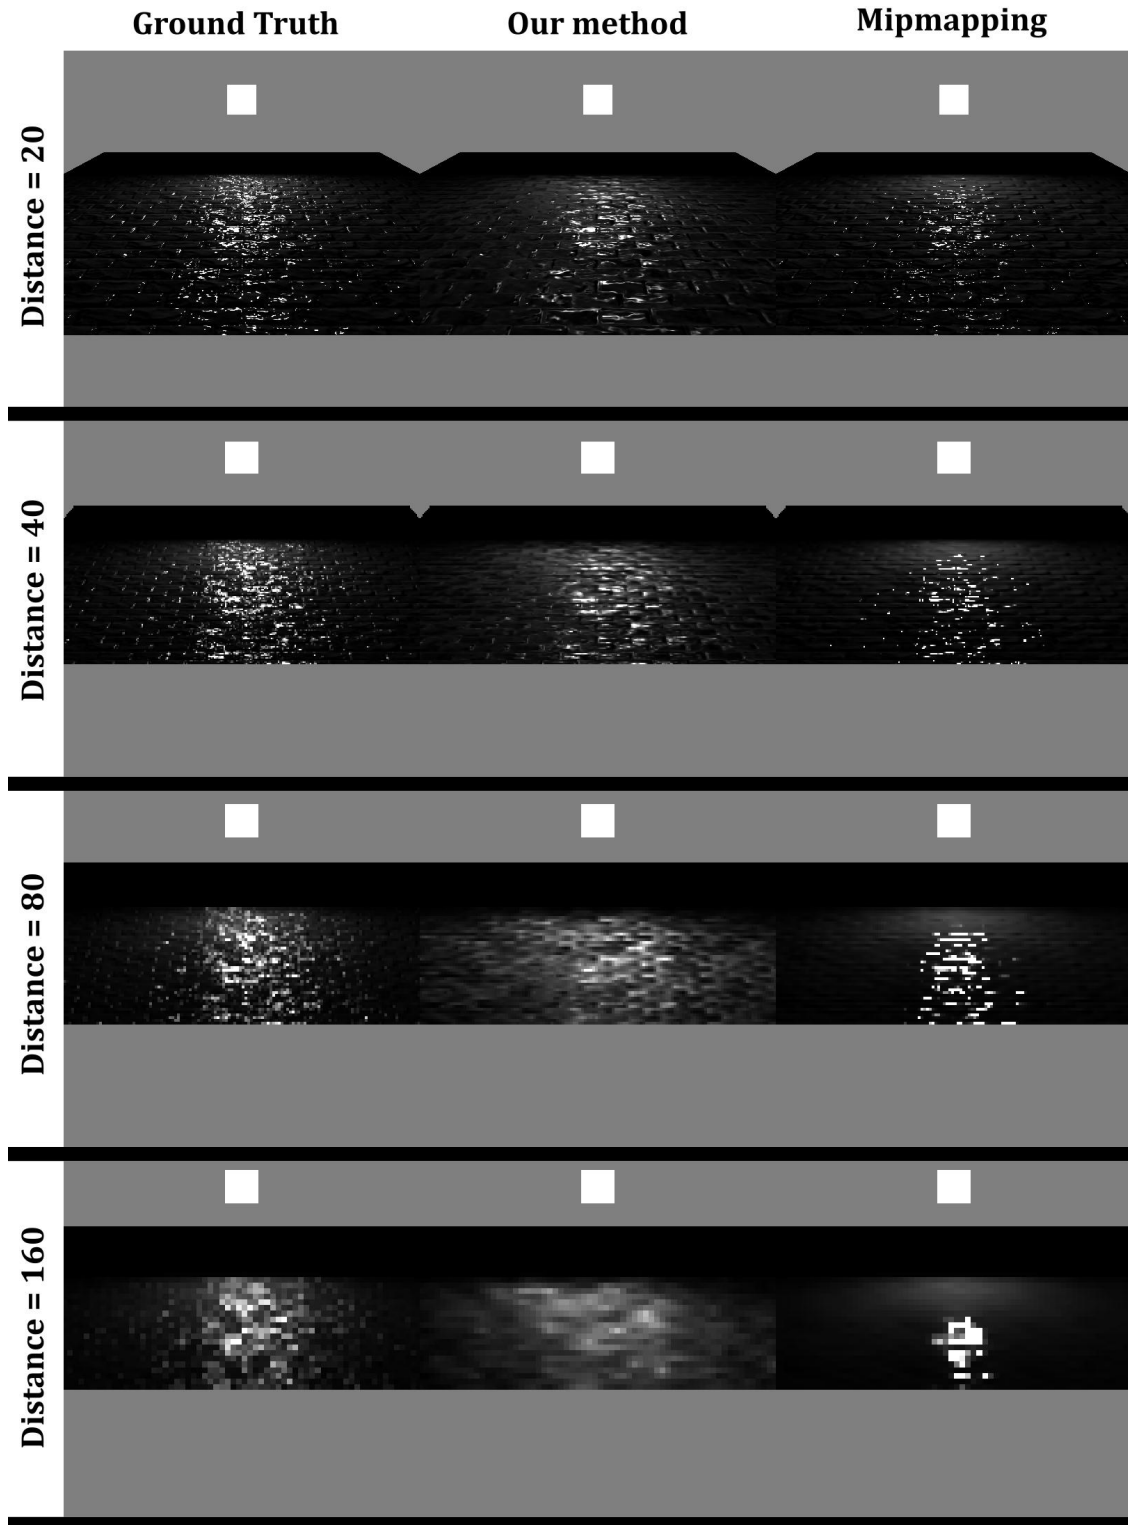 Ground Truth
Our method
Mipmapping
Distance = 20
Distance = 40
Distance = 80
Distance = 160